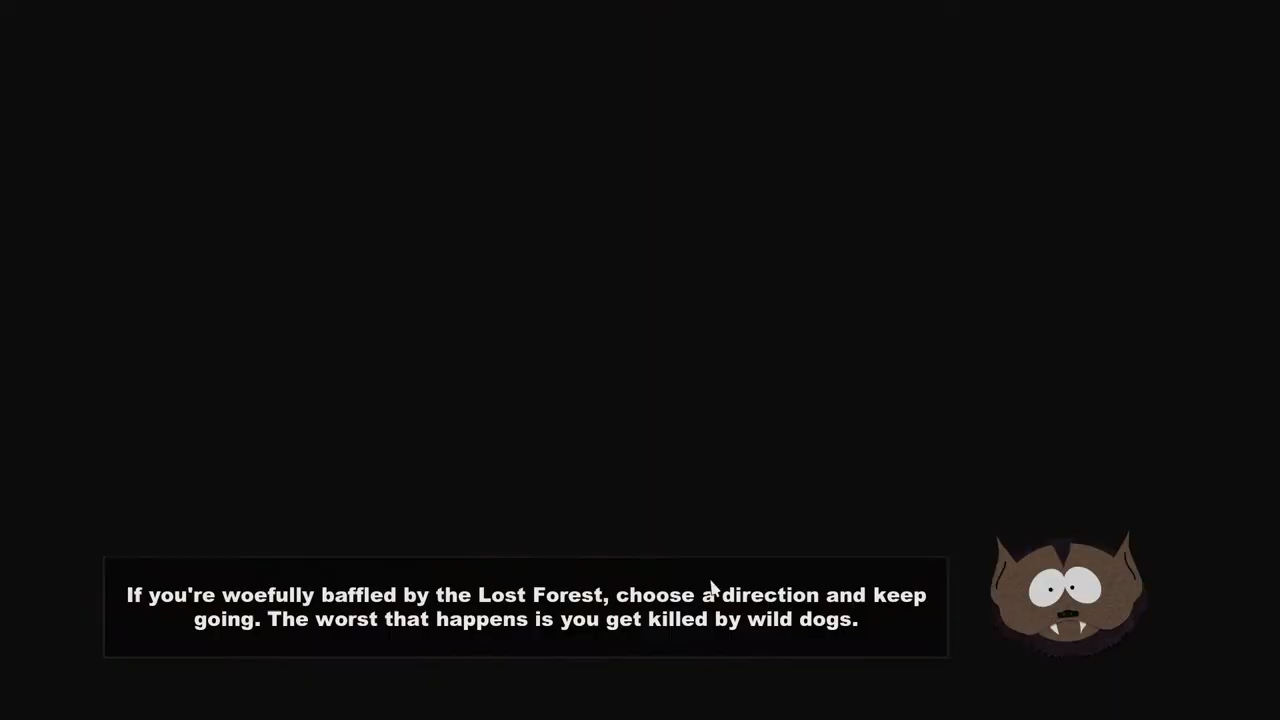 If you're woefully baffled by the Lost Forest, choose a direction and keep
going. The worst that happens is you get killed by wild dogs.